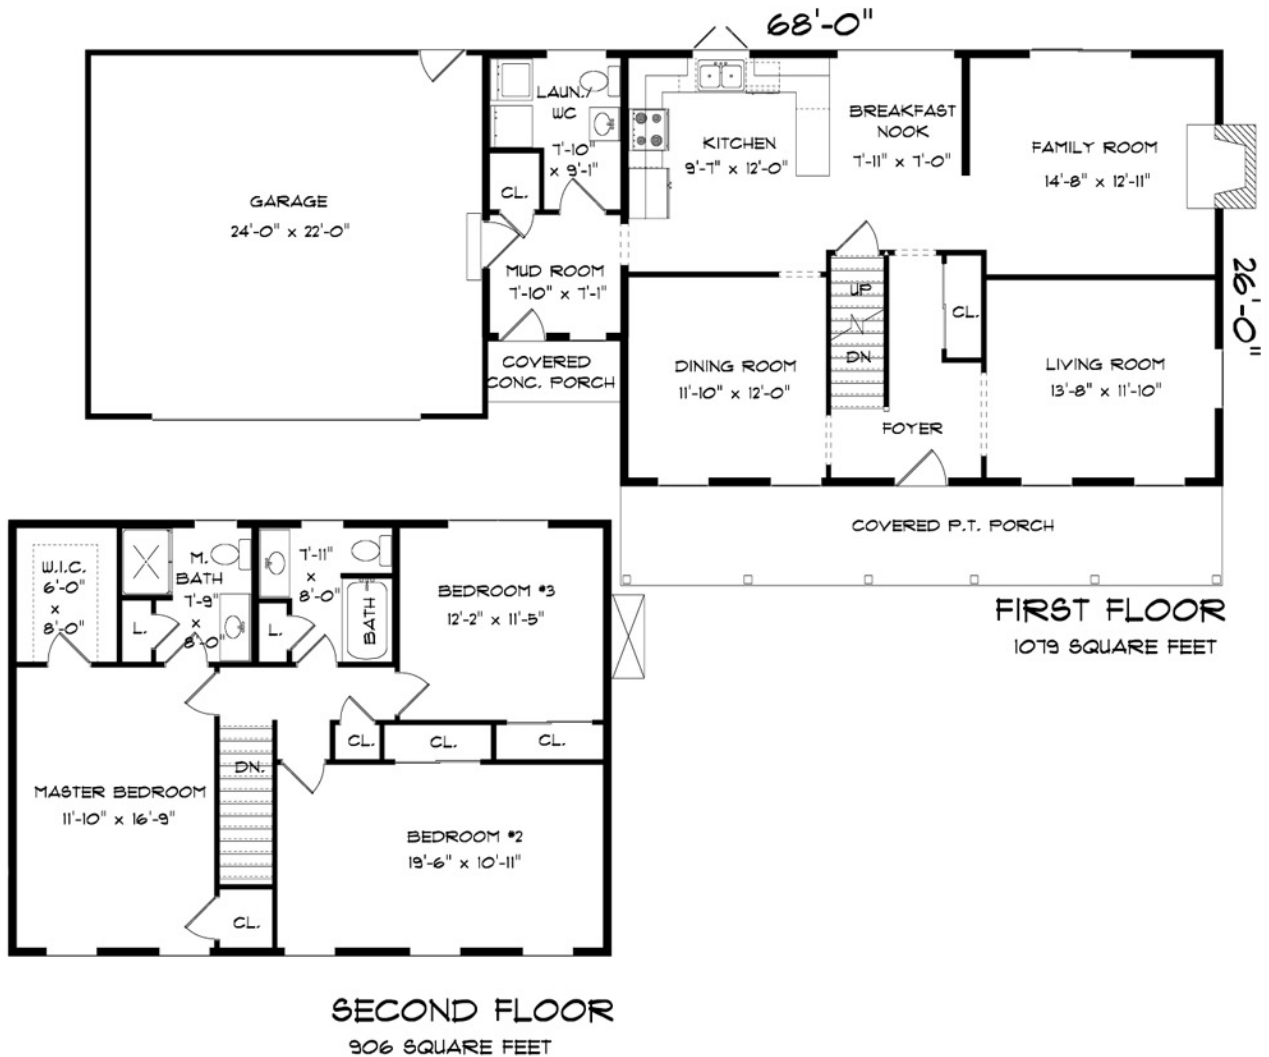 68'-0"
LAUN./
WC
7'-10"
x 9'-1"
CL.
KITCHEN
9'-7" x 12'-0"
BREAKFAST
NOOK
7'-11" x 7'-0"
FAMILY ROOM
14'-8" x 12'-11"
GARAGE
24'-0" x 22'-0"
MUD ROOM
7'-10" x 7'-1"
26'-0"
UP
DN
CL.
COVERED
CONC. PORCH
DINING ROOM
11'-10" x 12'-0"
LIVING ROOM
13'-8" x 11'-10"
FOYER
COVERED P.T. PORCH
FIRST FLOOR
1079 SQUARE FEET
W.I.C.
6'-0"
x
8'-0"
M.
BATH
7'-9"
x
8'-0"
L.
7'-11"
x
8'-0"
L.
BATH
BEDROOM #3
12'-2" x 11'-5"
CL.
CL.
CL.
DN.
MASTER BEDROOM
11'-10" x 16'-9"
BEDROOM #2
19'-6" x 10'-11"
CL.
SECOND FLOOR
906 SQUARE FEET